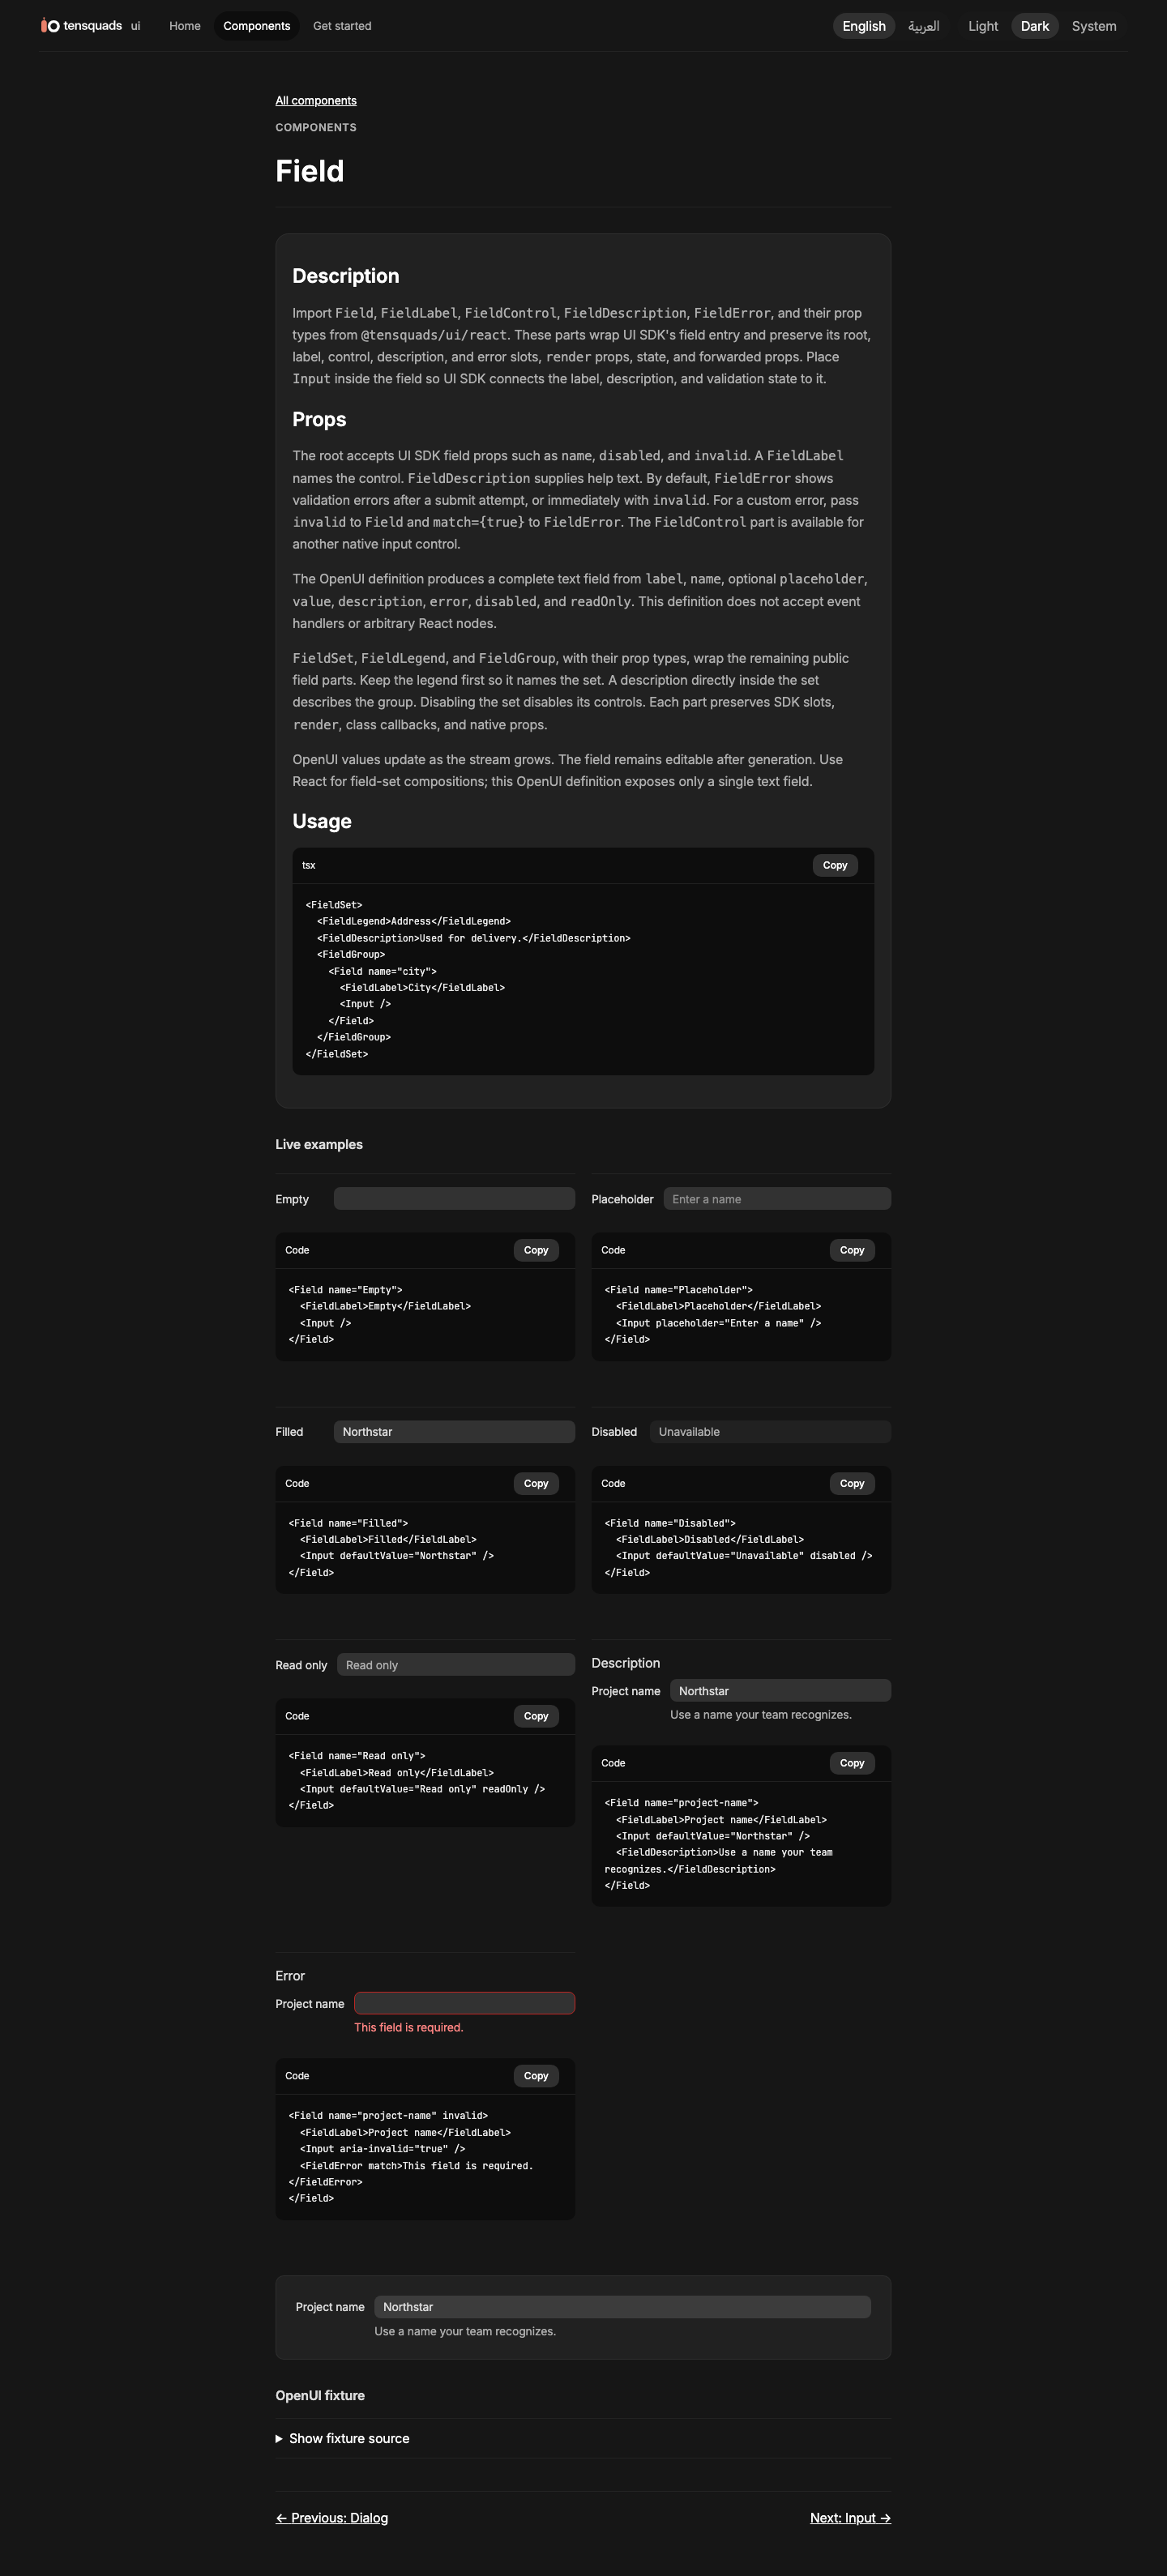 tensquads ui Home Components Get started English العربية Light Dark System
All components
COMPONENTS
Field
Description
Import Field, FieldLabel, FieldControl, FieldDescription, FieldError, and their prop
types from @tensquads/ui/react. These parts wrap UI SDK's field entry and preserve its root,
label, control, description, and error slots, render props, state, and forwarded props. Place
Input inside the field so UI SDK connects the label, description, and validation state to it.
Props
The root accepts UI SDK field props such as name, disabled, and invalid. A FieldLabel
names the control. FieldDescription supplies help text. By default, FieldError shows
validation errors after a submit attempt, or immediately with invalid. For a custom error, pass
invalid to Field and match={true} to FieldError. The FieldControl part is available for
another native input control.
The OpenUI definition produces a complete text field from label, name, optional placeholder,
value, description, error, disabled, and readOnly. This definition does not accept event
handlers or arbitrary React nodes.
FieldSet, FieldLegend, and FieldGroup, with their prop types, wrap the remaining public
field parts. Keep the legend first so it names the set. A description directly inside the set
describes the group. Disabling the set disables its controls. Each part preserves SDK slots,
render, class callbacks, and native props.
OpenUI values update as the stream grows. The field remains editable after generation. Use
React for field-set compositions; this OpenUI definition exposes only a single text field.
Usage
tsx Copy
<FieldSet>
  <FieldLegend>Address</FieldLegend>
  <FieldDescription>Used for delivery.</FieldDescription>
  <FieldGroup>
    <Field name="city">
      <FieldLabel>City</FieldLabel>
      <Input />
    </Field>
  </FieldGroup>
</FieldSet>
Live examples
Empty
Code Copy
<Field name="Empty">
  <FieldLabel>Empty</FieldLabel>
  <Input />
</Field>
Placeholder Enter a name
Code Copy
<Field name="Placeholder">
  <FieldLabel>Placeholder</FieldLabel>
  <Input placeholder="Enter a name" />
</Field>
Filled Northstar
Code Copy
<Field name="Filled">
  <FieldLabel>Filled</FieldLabel>
  <Input defaultValue="Northstar" />
</Field>
Disabled Unavailable
Code Copy
<Field name="Disabled">
  <FieldLabel>Disabled</FieldLabel>
  <Input defaultValue="Unavailable" disabled />
</Field>
Read only Read only
Code Copy
<Field name="Read only">
  <FieldLabel>Read only</FieldLabel>
  <Input defaultValue="Read only" readOnly />
</Field>
Description
Project name Northstar
Use a name your team recognizes.
Code Copy
<Field name="project-name">
  <FieldLabel>Project name</FieldLabel>
  <Input defaultValue="Northstar" />
  <FieldDescription>Use a name your team
recognizes.</FieldDescription>
</Field>
Error
Project name
This field is required.
Code Copy
<Field name="project-name" invalid>
  <FieldLabel>Project name</FieldLabel>
  <Input aria-invalid="true" />
  <FieldError match>This field is required.
</FieldError>
</Field>
Project name Northstar
Use a name your team recognizes.
OpenUI fixture
▶ Show fixture source
← Previous: Dialog Next: Input →